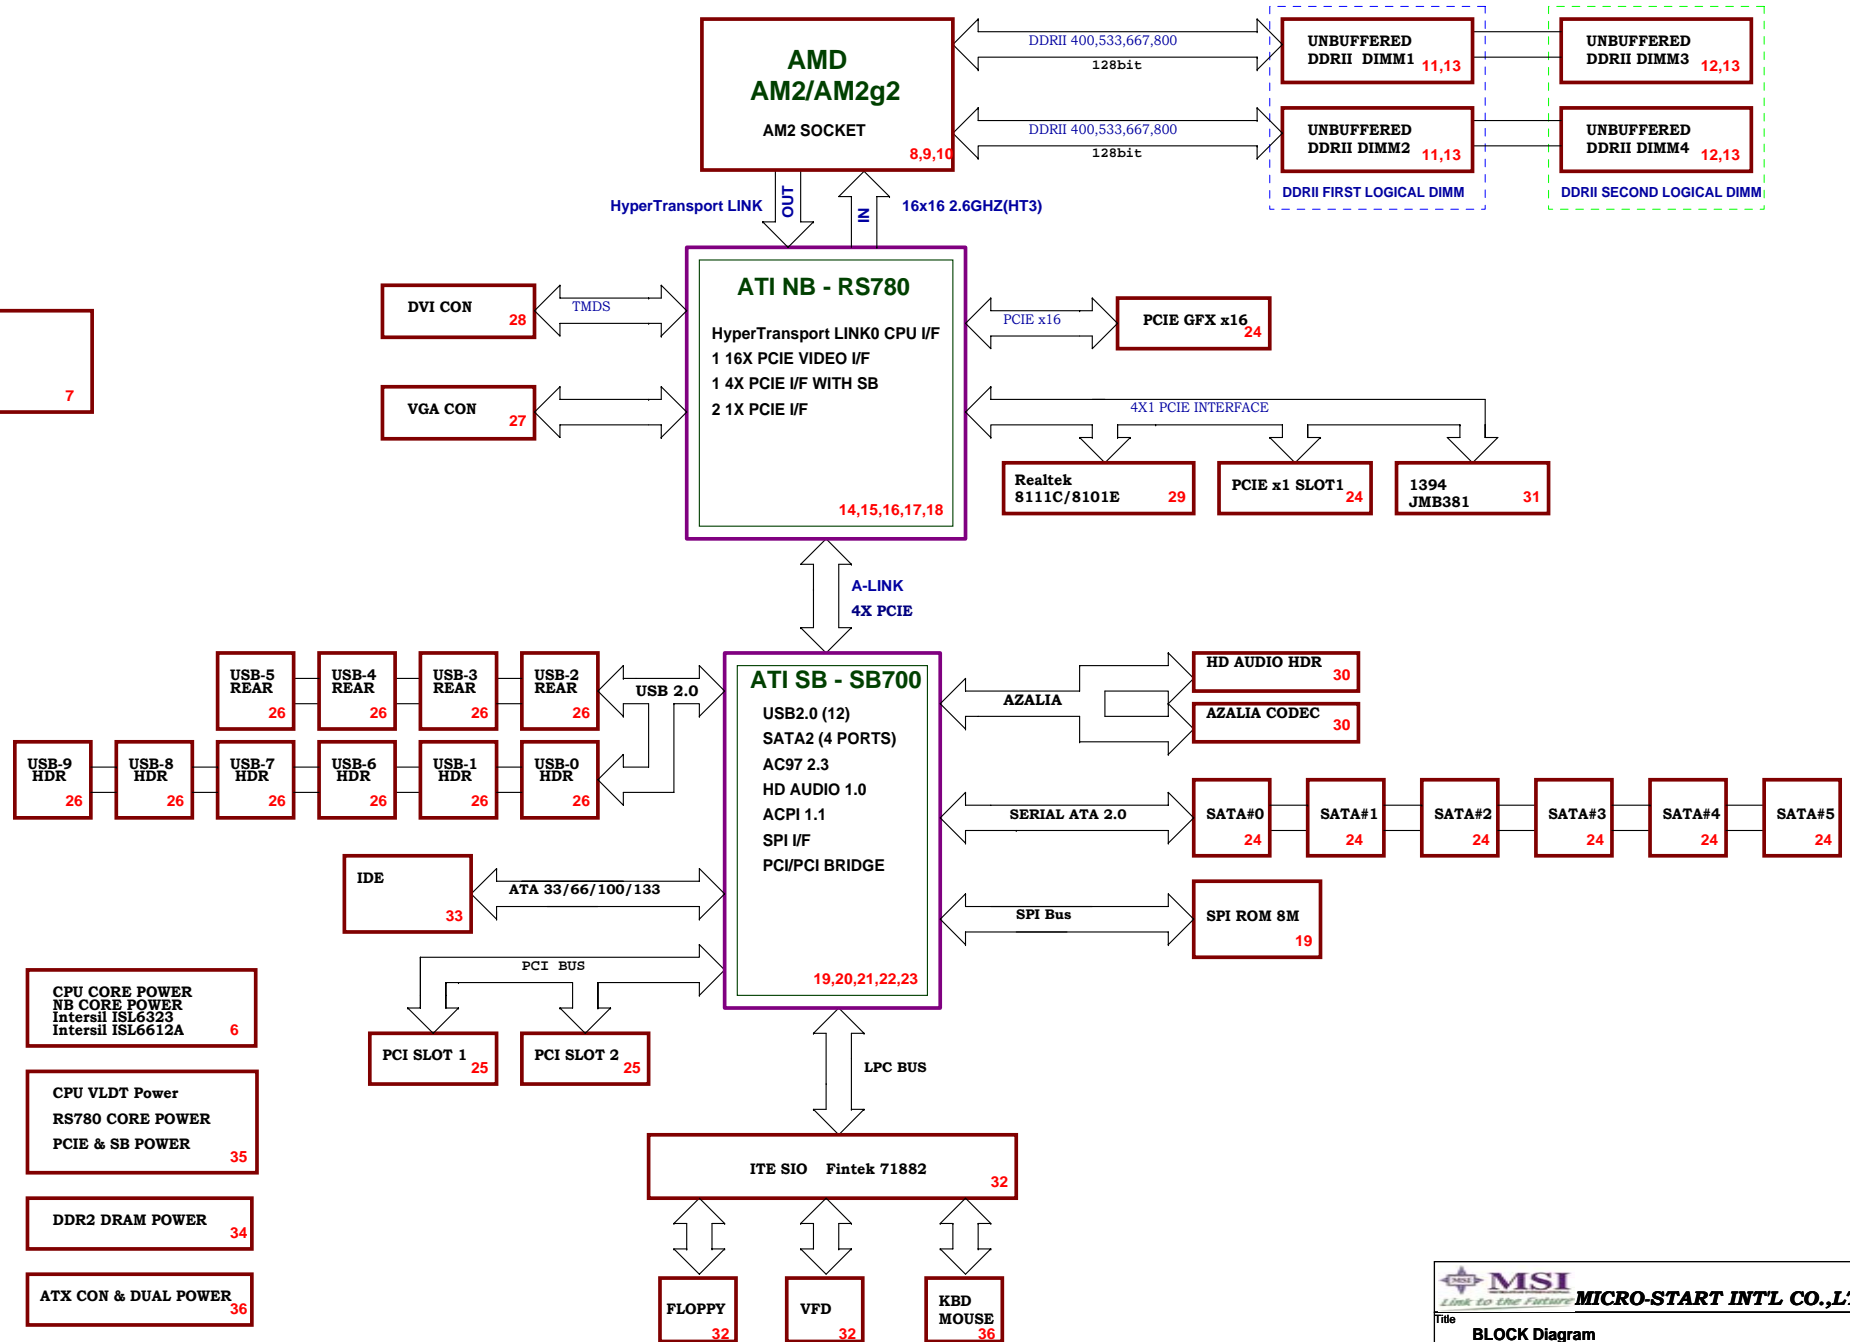 AMD
AM2/AM2g2
AM2 SOCKET
8,9,10
DDRII 400,533,667,800
128bit
DDRII 400,533,667,800
128bit
UNBUFFERED
DDRII DIMM1
11,13
UNBUFFERED
DDRII DIMM3
12,13
UNBUFFERED
DDRII DIMM2
11,13
UNBUFFERED
DDRII DIMM4
12,13
DDRII FIRST LOGICAL DIMM
DDRII SECOND LOGICAL DIMM
HyperTransport LINK
OUT
IN
16x16 2.6GHZ(HT3)
7
DVI CON
28
TMDS
VGA CON
27
ATI NB - RS780
HyperTransport LINK0 CPU I/F
1 16X PCIE VIDEO I/F
1 4X PCIE I/F WITH SB
2 1X PCIE I/F
14,15,16,17,18
PCIE x16
PCIE GFX x16
24
4X1 PCIE INTERFACE
Realtek
8111C/8101E
29
PCIE x1 SLOT1
24
1394
JMB381
31
A-LINK
4X PCIE
USB-5
REAR
26
USB-4
REAR
26
USB-3
REAR
26
USB-2
REAR
26
USB 2.0
USB-9
HDR
26
USB-8
HDR
26
USB-7
HDR
26
USB-6
HDR
26
USB-1
HDR
26
USB-0
HDR
26
ATI SB - SB700
USB2.0 (12)
SATA2 (4 PORTS)
AC97 2.3
HD AUDIO 1.0
ACPI 1.1
SPI I/F
PCI/PCI BRIDGE
19,20,21,22,23
AZALIA
HD AUDIO HDR
30
AZALIA CODEC
30
SERIAL ATA 2.0
SATA#0
24
SATA#1
24
SATA#2
24
SATA#3
24
SATA#4
24
SATA#5
24
IDE
33
ATA 33/66/100/133
SPI Bus
SPI ROM 8M
19
PCI BUS
PCI SLOT 1
25
PCI SLOT 2
25
LPC BUS
CPU CORE POWER
NB CORE POWER
Intersil ISL6323
Intersil ISL6612A
6
CPU VLDT Power
RS780 CORE POWER
PCIE & SB POWER
35
DDR2 DRAM POWER
34
ATX CON & DUAL POWER
36
ITE SIO Fintek 71882
32
FLOPPY
32
VFD
32
KBD
MOUSE
36
MSI
Link to the Future
MICRO-START INT'L CO.,LT
Title
BLOCK Diagram